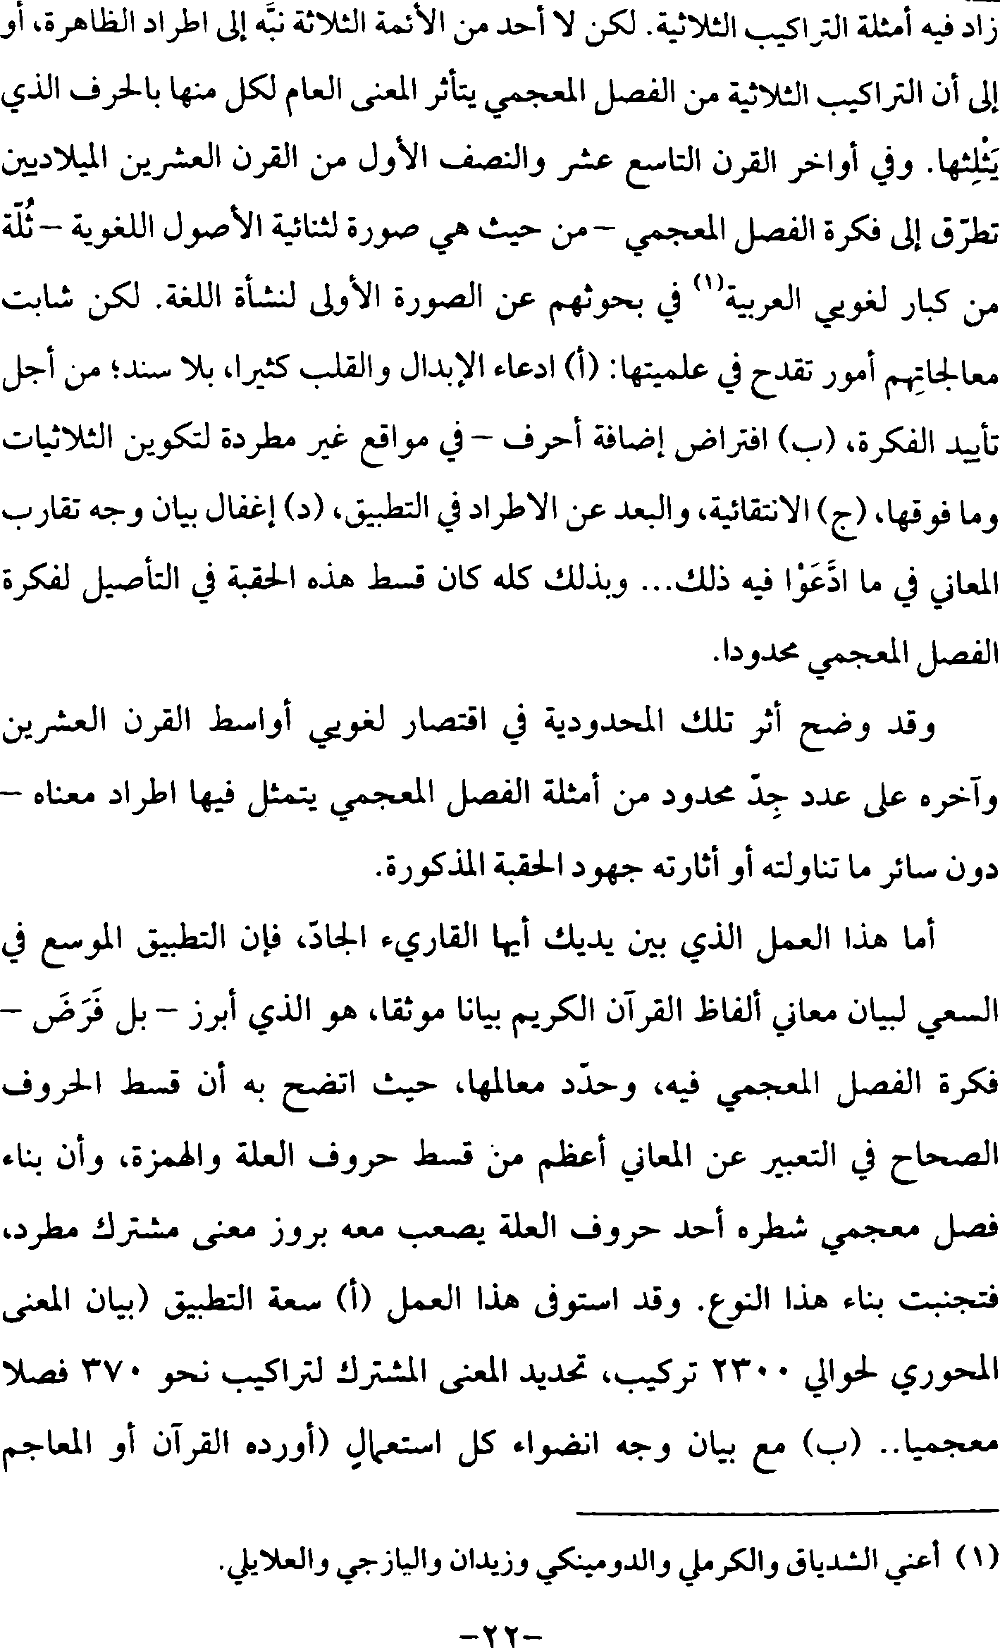 زاد فيه أمثلة التراكيب الثلاثية. لكن لا أحد من الأئمة الثلاثة نبَّه إلى اطراد الظاهرة، أو
إلى أن التراكيب الثلاثية من الفصل المعجمي يتأثر المعنى العام لكل منها بالحرف الذي
يَثْلِثها. وفي أواخر القرن التاسع عشر والنصف الأول من القرن العشرين الميلاديين
تطرّق إلى فكرة الفصل المعجمي –من حيث هي صورة لثنائية الأصول اللغوية – ثُلّة
من كبار لغويي العربية(١) في بحوثهم عن الصورة الأولى لنشأة اللغة. لكن شابت
معالجاتِهم أمور تقدح في علميتها: (أ) ادعاء الإبدال والقلب كثيرا، بلا سند؛ من أجل
تأييد الفكرة، (ب) افتراض إضافة أحرف – في مواقع غير مطردة لتكوين الثلاثيات
وما فوقها، (ج) الانتقائية، والبعد عن الاطراد في التطبيق، (د) إغفال بيان وجه تقارب
المعاني في ما ادَّعَوْا فيه ذلك... وبذلك كله كان قسط هذه الحقبة في التأصيل لفكرة
الفصل المعجمي محدودا.
وقد وضح أثر تلك المحدودية في اقتصار لغويي أواسط القرن العشرين
وآخره على عدد جِدّ محدود من أمثلة الفصل المعجمي يتمثل فيها اطراد معناه –
دون سائر ما تناولته أو أثارته جهود الحقبة المذكورة.
أما هذا العمل الذي بين يديك أيها القاريء الجادّ، فإن التطبيق الموسع في
السعي لبيان معاني ألفاظ القرآن الكريم بيانا موثقا، هو الذي أبرز – بل فَرَضَ –
فكرة الفصل المعجمي فيه، وحدّد معالمها، حيث اتضح به أن قسط الحروف
الصحاح في التعبير عن المعاني أعظم من قسط حروف العلة والهمزة، وأن بناء
فصل معجمي شطره أحد حروف العلة يصعب معه بروز معنى مشترك مطرد،
فتجنبت بناء هذا النوع. وقد استوفى هذا العمل (أ) سعة التطبيق (بيان المعنى
المحوري لحوالي ٢٣٠٠ تركيب، تحديد المعنى المشترك لتراكيب نحو ٣٧٠ فصلا
معجميا.. (ب) مع بيان وجه انضواء كل استعمالٍ (أورده القرآن أو المعاجم
(١) أعني الشدياق والكرملي والدومينكي وزيدان واليازجي والعلايلي.
–٢٢–